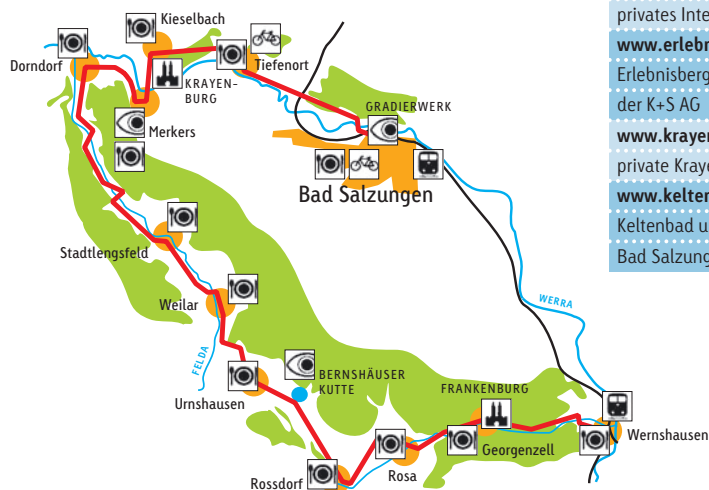 Kieselbach
Dorndorf
Tiefenort
KRAYEN-
BURG
GRADIERWERK
Merkers
Bad Salzungen
Stadtlengsfeld
Weilar
WERRA
FELDA
BERNSHÄUSER
KUTTE
Urnshausen
FRANKENBURG
Wernshausen
Georgenzell
Rosa
Rossdorf
privates Inte
www.erlebn
Erlebnisberg
der K+S AG
www.krayer
private Kraye
www.kelten
Keltenbad u
Bad Salzung